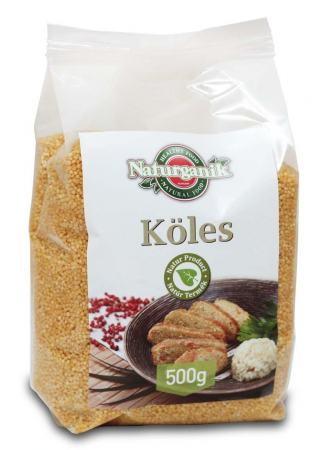 HEALTHY FOOD
Naturganik
NATURAL FOOD
Köles
Natur Product
Natúr Termék
500g